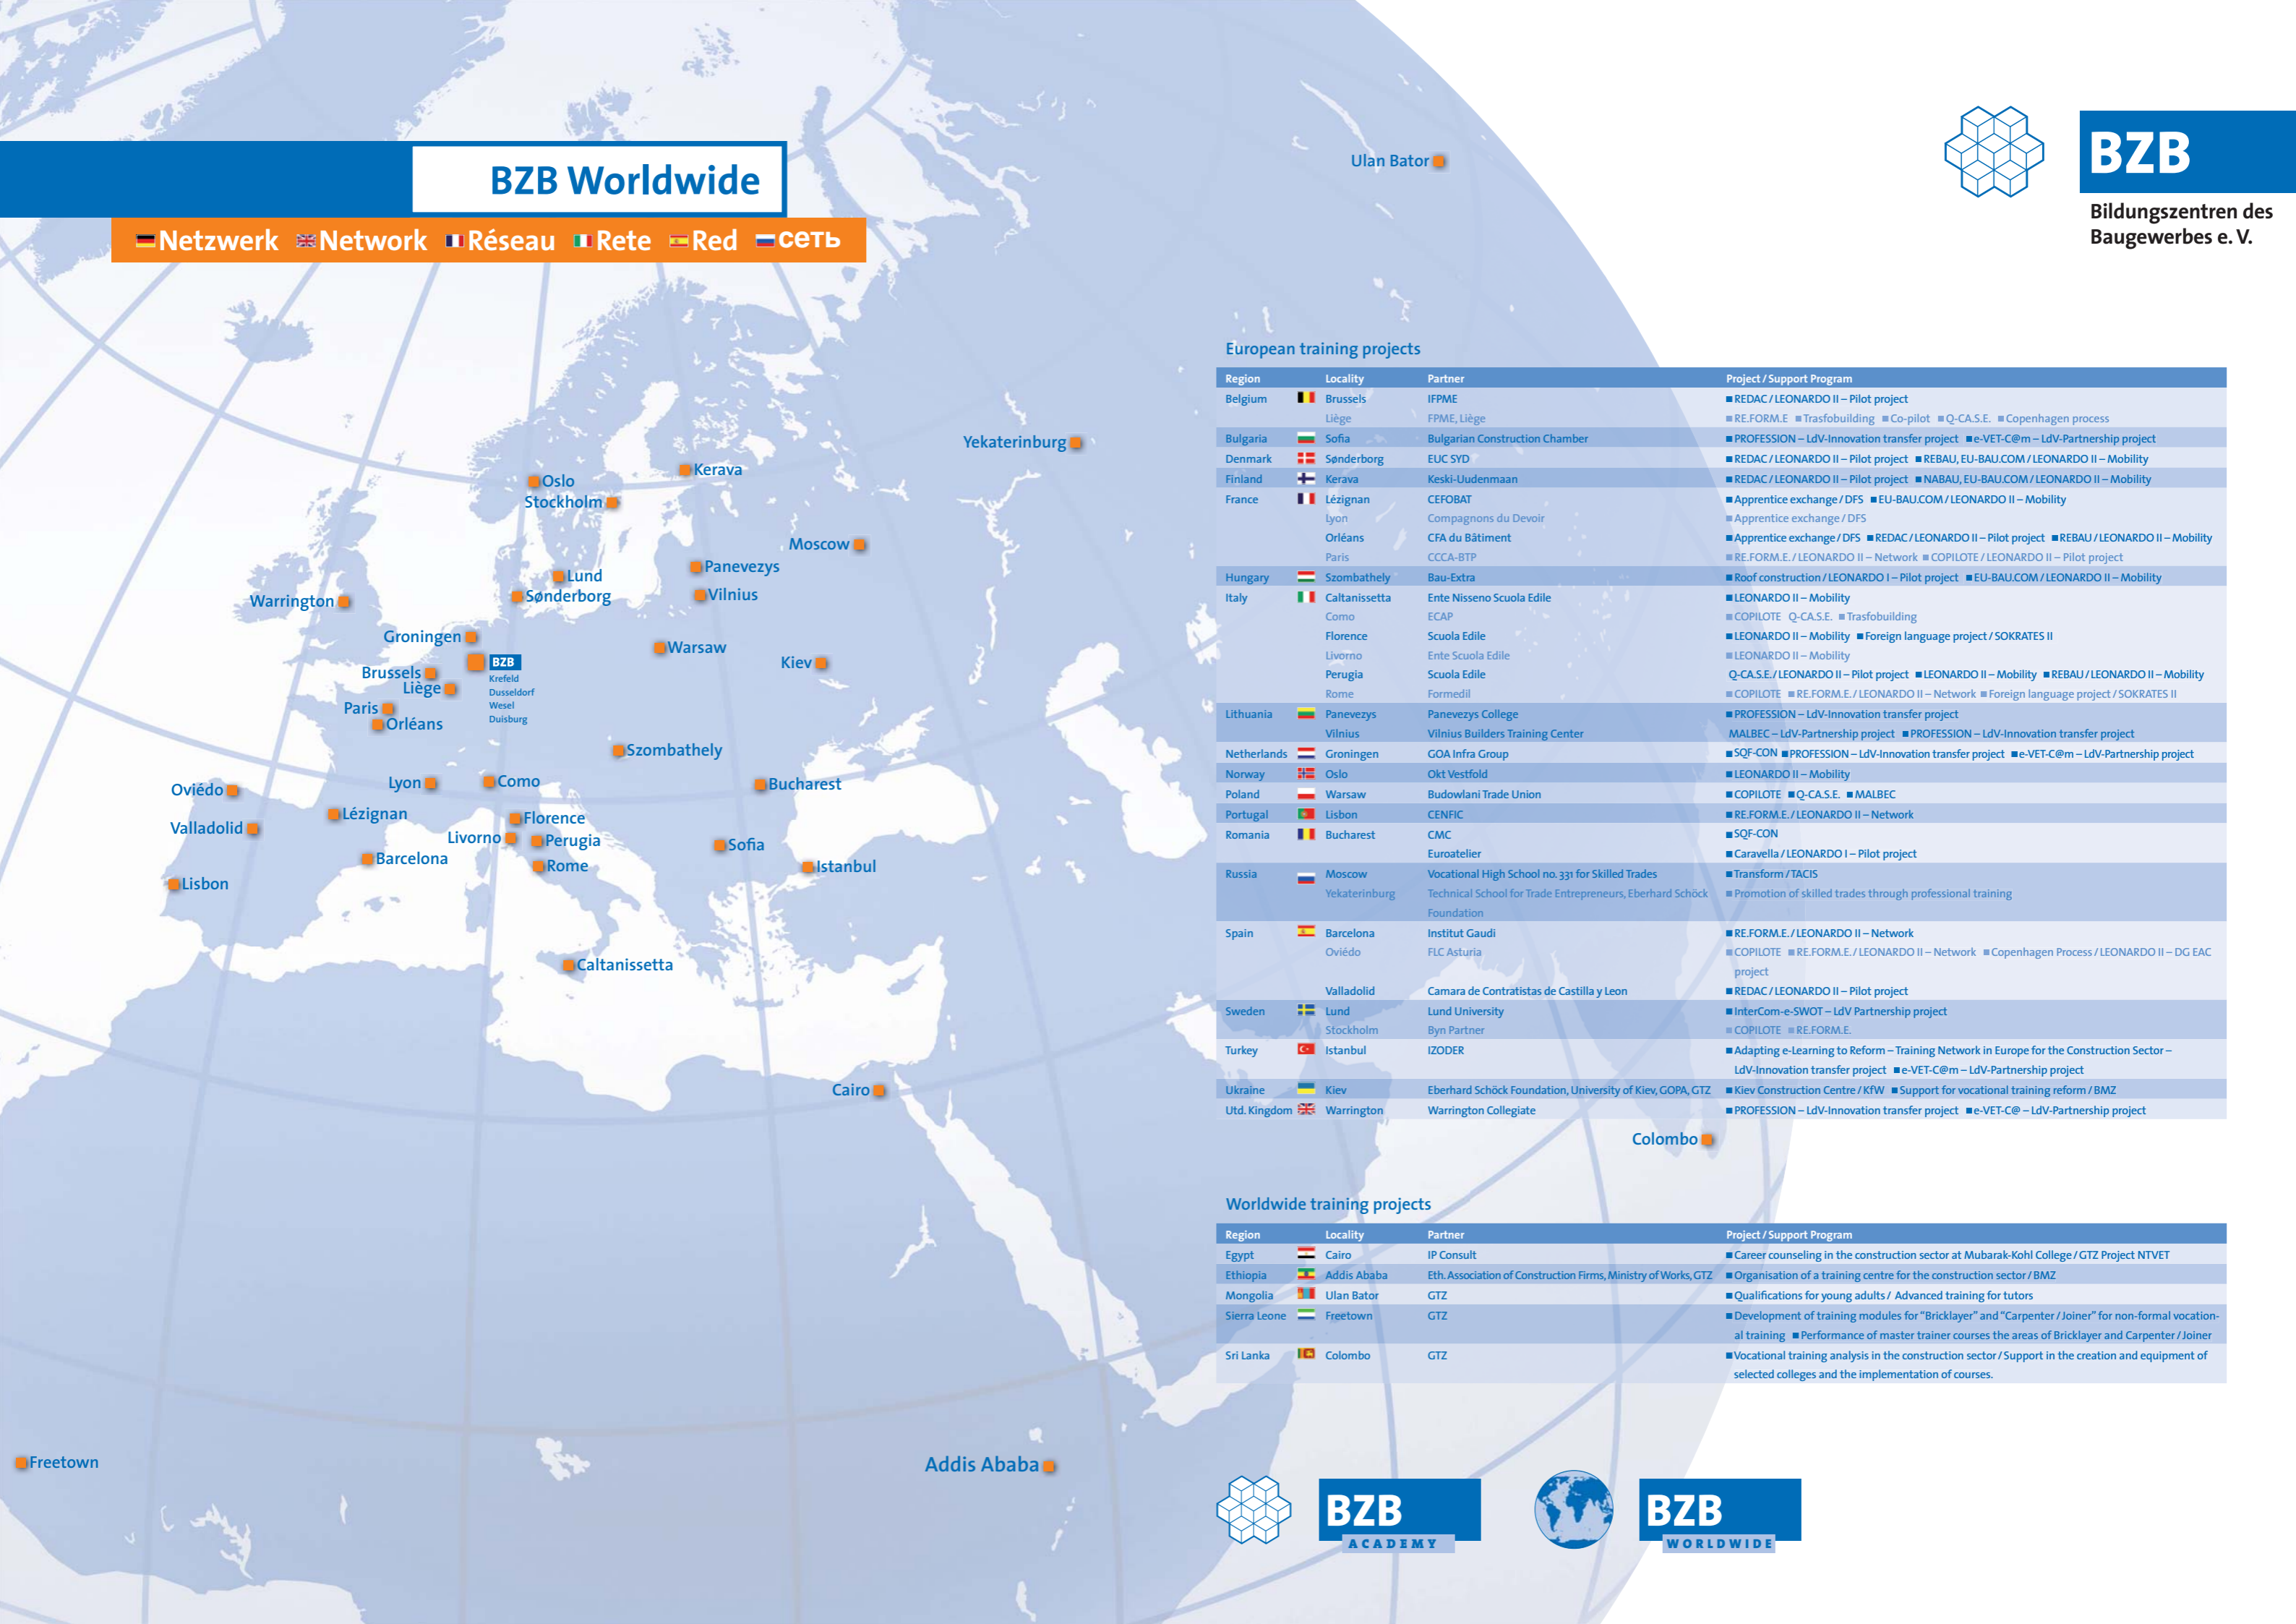 BZB Worldwide
Netzwerk Network Réseau Rete Red сеть
BZB
Bildungszentren des
Baugewerbes e. V.
Ulan Bator
Yekaterinburg
Kerava
Oslo
Stockholm
Moscow
Panevezys
Lund
Vilnius
Sønderborg
Warrington
Groningen
Warsaw
Kiev
BZB
Krefeld
Dusseldorf
Wesel
Duisburg
Brussels
Liège
Paris
Orléans
Szombathely
Lyon
Como
Bucharest
Oviédo
Lézignan
Florence
Valladolid
Livorno
Perugia
Sofia
Barcelona
Rome
Istanbul
Lisbon
Caltanissetta
Cairo
Colombo
Freetown
Addis Ababa
European training projects
Region Locality Partner Project / Support Program
Belgium Brussels IFPME ■ REDAC / LEONARDO II – Pilot project
Liège FPME, Liège ■ RE.FORM.E ■ Trasfobuilding ■ Co-pilot ■ Q-CA.S.E. ■ Copenhagen process
Bulgaria Sofia Bulgarian Construction Chamber ■ PROFESSION – LdV-Innovation transfer project ■ e-VET-C@m – LdV-Partnership project
Denmark Sønderborg EUC SYD ■ REDAC / LEONARDO II – Pilot project ■ REBAU, EU-BAU.COM / LEONARDO II – Mobility
Finland Kerava Keski-Uudenmaan ■ REDAC / LEONARDO II – Pilot project ■ NABAU, EU-BAU.COM / LEONARDO II – Mobility
France Lézignan CEFOBAT ■ Apprentice exchange / DFS ■ EU-BAU.COM / LEONARDO II – Mobility
Lyon Compagnons du Devoir ■ Apprentice exchange / DFS
Orléans CFA du Bâtiment ■ Apprentice exchange / DFS ■ REDAC / LEONARDO II – Pilot project ■ REBAU / LEONARDO II – Mobility
Paris CCCA-BTP ■ RE.FORM.E. / LEONARDO II – Network ■ COPILOTE / LEONARDO II – Pilot project
Hungary Szombathely Bau-Extra ■ Roof construction / LEONARDO I – Pilot project ■ EU-BAU.COM / LEONARDO II – Mobility
Italy Caltanissetta Ente Nisseno Scuola Edile ■ LEONARDO II – Mobility
Como ECAP ■ COPILOTE Q-CA.S.E. ■ Trasfobuilding
Florence Scuola Edile ■ LEONARDO II – Mobility ■ Foreign language project / SOKRATES II
Livorno Ente Scuola Edile ■ LEONARDO II – Mobility
Perugia Scuola Edile Q-CA.S.E. / LEONARDO II – Pilot project ■ LEONARDO II – Mobility ■ REBAU / LEONARDO II – Mobility
Rome Formedil ■ COPILOTE ■ RE.FORM.E. / LEONARDO II – Network ■ Foreign language project / SOKRATES II
Lithuania Panevezys Panevezys College ■ PROFESSION – LdV-Innovation transfer project
Vilnius Vilnius Builders Training Center MALBEC – LdV-Partnership project ■ PROFESSION – LdV-Innovation transfer project
Netherlands Groningen GOA Infra Group ■ SQF-CON ■ PROFESSION – LdV-Innovation transfer project ■ e-VET-C@m – LdV-Partnership project
Norway Oslo Okt Vestfold ■ LEONARDO II – Mobility
Poland Warsaw Budowlani Trade Union ■ COPILOTE ■ Q-CA.S.E. ■ MALBEC
Portugal Lisbon CENFIC ■ RE.FORM.E. / LEONARDO II – Network
Romania Bucharest CMC ■ SQF-CON
Euroatelier ■ Caravella / LEONARDO I – Pilot project
Russia Moscow Vocational High School no. 331 for Skilled Trades ■ Transform / TACIS
Yekaterinburg Technical School for Trade Entrepreneurs, Eberhard Schöck ■ Promotion of skilled trades through professional training
Foundation
Spain Barcelona Institut Gaudi ■ RE.FORM.E. / LEONARDO II – Network
Oviédo FLC Asturia ■ COPILOTE ■ RE.FORM.E. / LEONARDO II – Network ■ Copenhagen Process / LEONARDO II – DG EAC
project
Valladolid Camara de Contratistas de Castilla y Leon ■ REDAC / LEONARDO II – Pilot project
Sweden Lund Lund University ■ InterCom-e-SWOT – LdV Partnership project
Stockholm Byn Partner ■ COPILOTE ■ RE.FORM.E.
Turkey Istanbul IZODER ■ Adapting e-Learning to Reform – Training Network in Europe for the Construction Sector –
LdV-Innovation transfer project ■ e-VET-C@m – LdV-Partnership project
Ukraine Kiev Eberhard Schöck Foundation, University of Kiev, GOPA, GTZ ■ Kiev Construction Centre / KfW ■ Support for vocational training reform / BMZ
Utd. Kingdom Warrington Warrington Collegiate ■ PROFESSION – LdV-Innovation transfer project ■ e-VET-C@ – LdV-Partnership project
Worldwide training projects
Region Locality Partner Project / Support Program
Egypt Cairo IP Consult ■ Career counseling in the construction sector at Mubarak-Kohl College / GTZ Project NTVET
Ethiopia Addis Ababa Eth. Association of Construction Firms, Ministry of Works, GTZ ■ Organisation of a training centre for the construction sector / BMZ
Mongolia Ulan Bator GTZ ■ Qualifications for young adults / Advanced training for tutors
Sierra Leone Freetown GTZ ■ Development of training modules for “Bricklayer” and “Carpenter / Joiner” for non-formal vocation-
al training ■ Performance of master trainer courses the areas of Bricklayer and Carpenter / Joiner
Sri Lanka Colombo GTZ ■ Vocational training analysis in the construction sector / Support in the creation and equipment of
selected colleges and the implementation of courses.
BZB
ACADEMY
BZB
WORLDWIDE